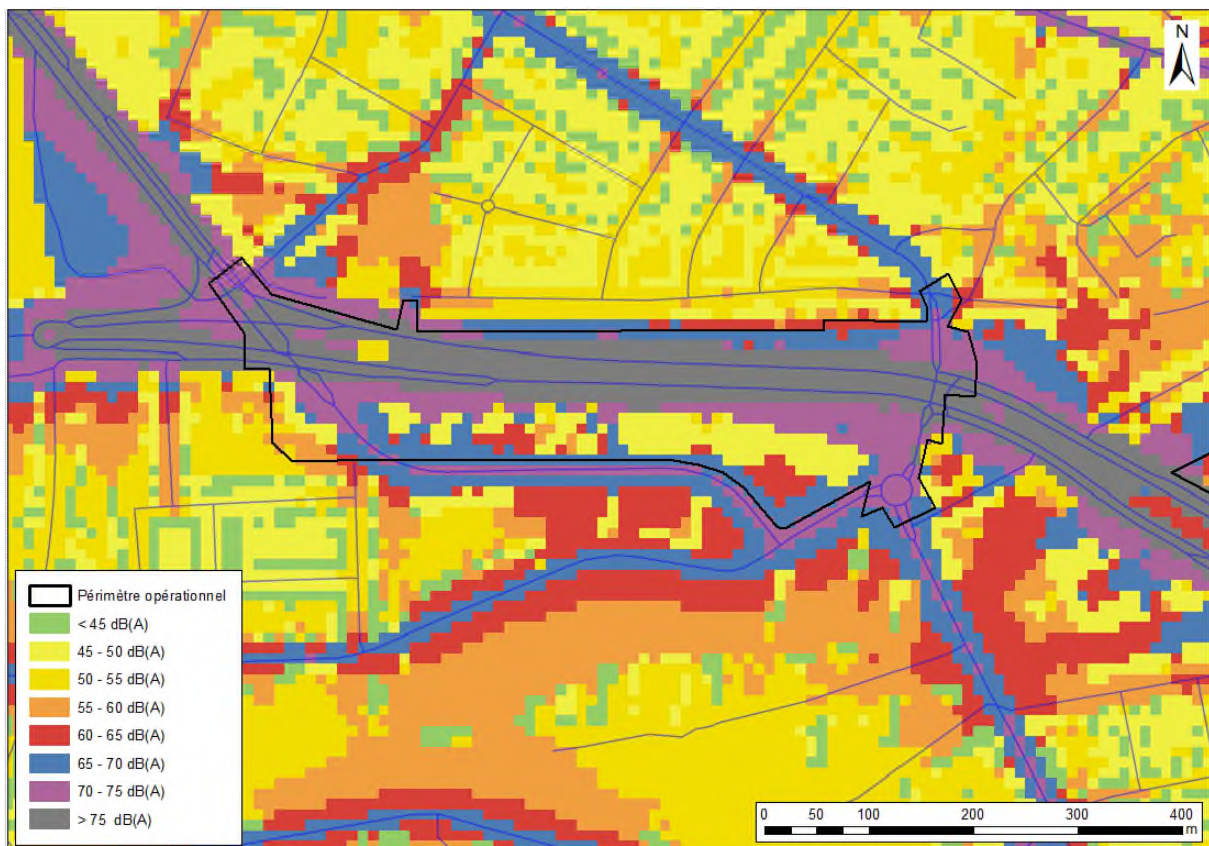 N
Périmètre opérationnel
< 45 dB(A)
45 - 50 dB(A)
50 - 55 dB(A)
55 - 60 dB(A)
60 - 65 dB(A)
65 - 70 dB(A)
70 - 75 dB(A)
> 75 dB(A)
0 50 100 200 300 400
m